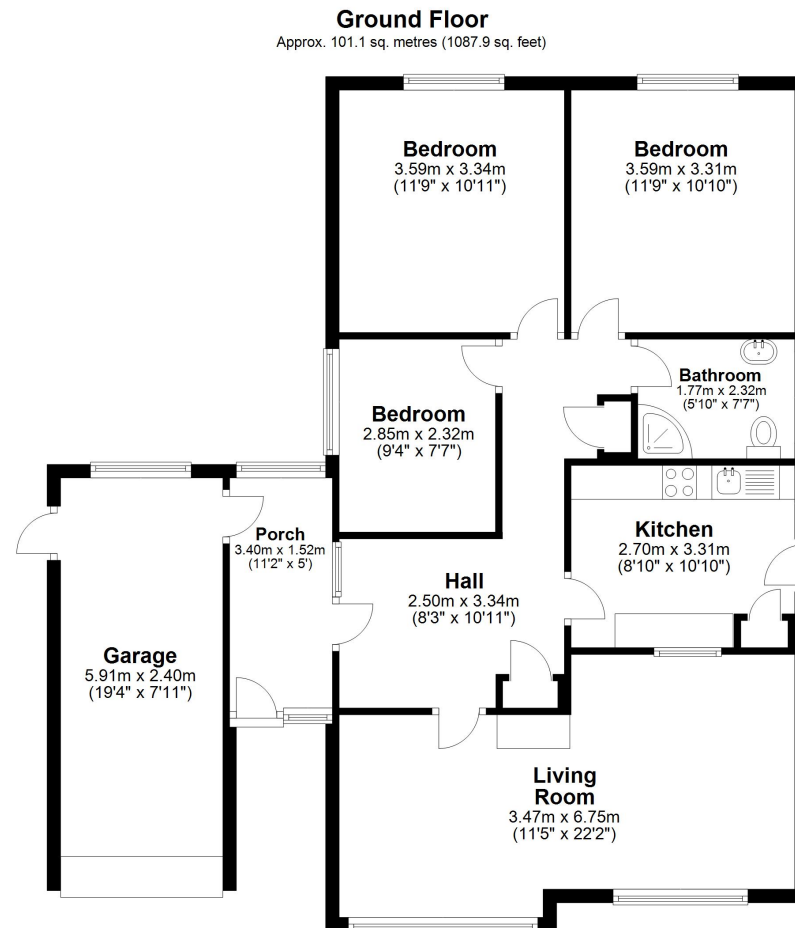 Ground Floor
Approx. 101.1 sq. metres (1087.9 sq. feet)
Bedroom
3.59m x 3.34m
(11'9" x 10'11")
Bedroom
3.59m x 3.31m
(11'9" x 10'10")
Bathroom
1.77m x 2.32m
(5'10" x 7'7")
Bedroom
2.85m x 2.32m
(9'4" x 7'7")
Porch
3.40m x 1.52m
(11'2" x 5')
Kitchen
2.70m x 3.31m
(8'10" x 10'10")
Hall
2.50m x 3.34m
(8'3" x 10'11")
Garage
5.91m x 2.40m
(19'4" x 7'11")
Living
Room
3.47m x 6.75m
(11'5" x 22'2")